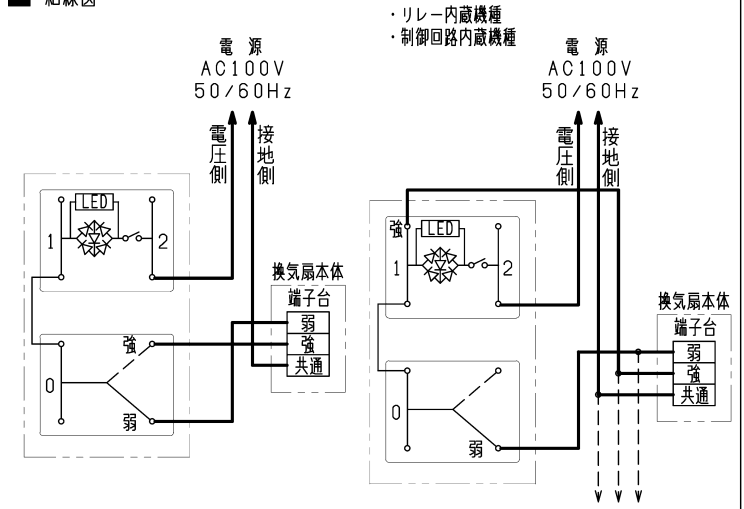 ■ 結線図
・リレー内蔵機種
・制御回路内蔵機種
電 源
AC100V
50/60Hz
電圧側
接地側
LED
1
2
0
強
弱
換気扇本体
端子台
弱
強
共通
電 源
AC100V
50/60Hz
電圧側
接地側
強
LED
1
2
0
弱
換気扇本体
端子台
弱
強
共通